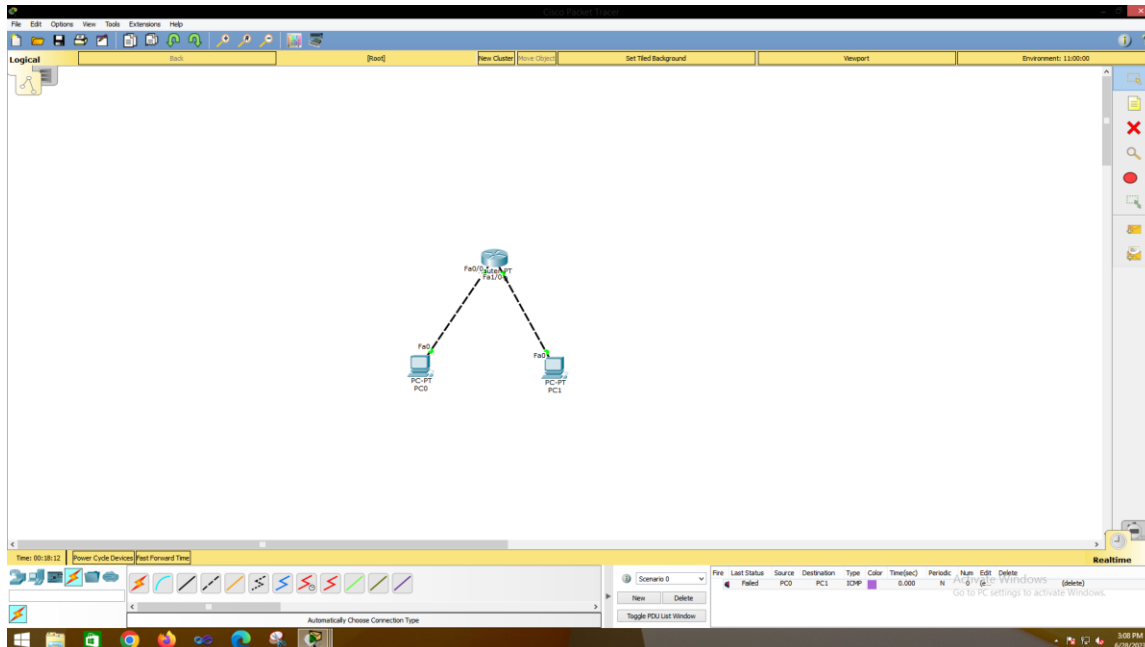 Cisco Packet Tracer
File Edit Options View Tools Extensions Help
Logical Back [Root] New Cluster Move Object Set Tiled Background Viewport Environment: 11:00:00
Fa0/0
Fa1/0
Fa0
Fa0
PC-PT
PC0
PC-PT
PC1
Time: 00:18:12 Power Cycle Devices Fast Forward Time Realtime
Scenario 0
New Delete
Toggle PDU List Window
Fire Last Status Source Destination Type Color Time(sec) Periodic Num Edit Delete
Failed PC0 PC1 ICMP 0.000 N 0 (e... (delete)
Activate Windows
Go to PC settings to activate Windows.
Automatically Choose Connection Type
3:08 PM